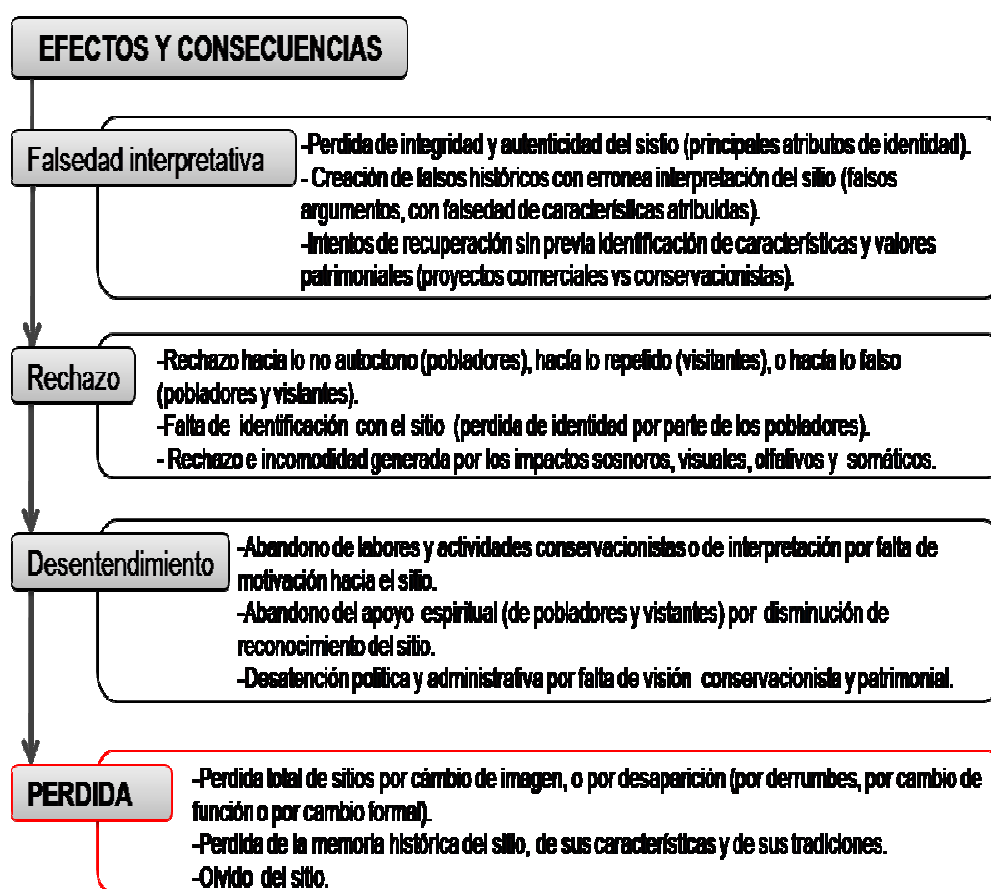 EFECTOS Y CONSECUENCIAS
Falsedad interpretativa
-Perdida de integridad y autenticidad del sistio (principales atributos de identidad).
- Creación de falsos históricos con erronea interpretación del sitio (falsos
argumentos, con falsedad de características atribuidas).
-Intentos de recuperación sin previa identificación de características y valores
patrimoniales (proyectos comerciales vs conservacionistas).
Rechazo
-Rechazo hacia lo no autoctono (pobladores), hacía lo repetido (visitantes), o hacía lo falso
(pobladores y vistantes).
-Falta de identificación con el sitio (perdida de identidad por parte de los pobladores).
- Rechazo e incomodidad generada por los impactos sosnoros, visuales, olfativos y somáticos.
Desentendimiento
-Abandono de labores y actividades conservacionistas o de interpretación por falta de
motivación hacia el sitio.
-Abandono del apoyo espiritual (de pobladores y vistantes) por disminución de
reconocimiento del sitio.
-Desatención política y administrativa por falta de visión conservacionista y patrimonial.
PERDIDA
-Perdida total de sitios por cámbio de imagen, o por desaparición (por derrumbes, por cambio de
función o por cambio formal).
-Perdida de la memoria histórica del sitio, de sus características y de sus tradiciones.
-Olvido del sitio.